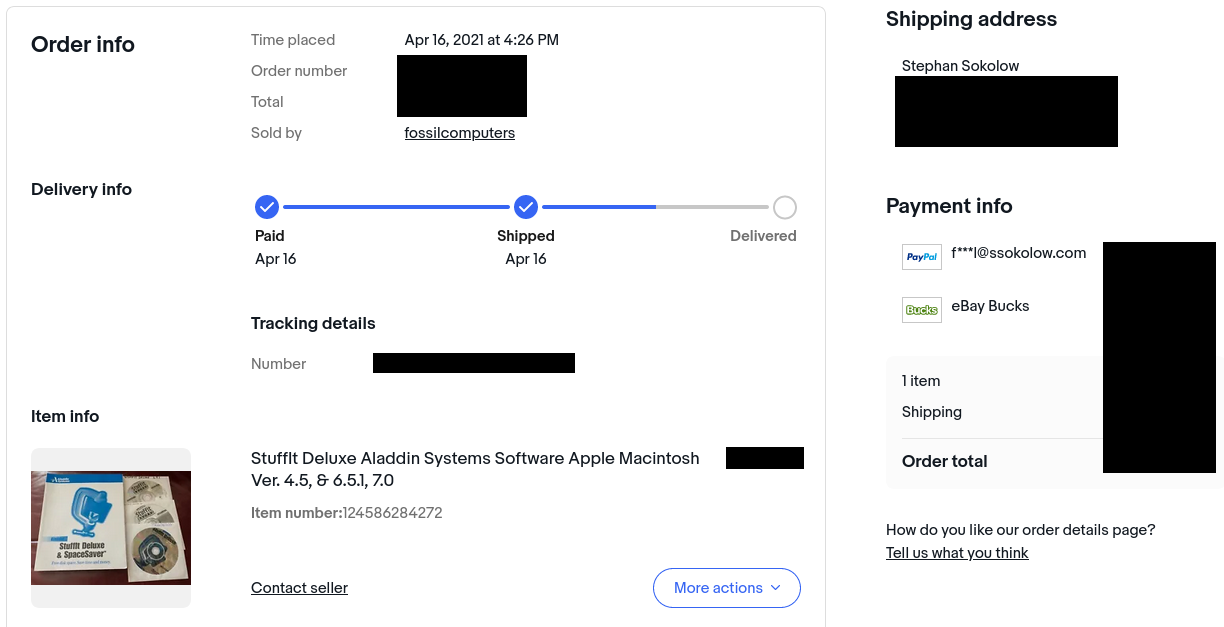 Order info
Time placed
Apr 16, 2021 at 4:26 PM
Order number
Total
Sold by
fossilcomputers
Delivery info
Paid
Apr 16
Shipped
Apr 16
Delivered
Tracking details
Number
Item info
StuffIt Deluxe
& SpaceSaver
StuffIt Deluxe Aladdin Systems Software Apple Macintosh
Ver. 4.5, & 6.5.1, 7.0
Item number:124586284272
Contact seller
More actions
Shipping address
Stephan Sokolow
Payment info
PayPal
f***l@ssokolow.com
Bucks
eBay Bucks
1 item
Shipping
Order total
How do you like our order details page?
Tell us what you think